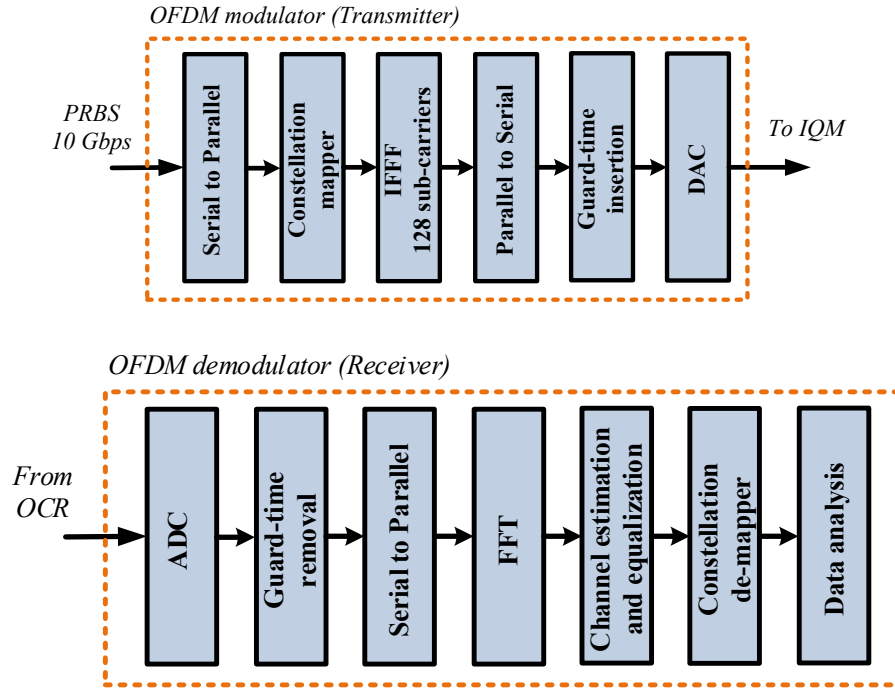 OFDM modulator (Transmitter)
PRBS
10 Gbps
Serial to Parallel
Constellation
mapper
IFFF
128 sub-carriers
Parallel to Serial
Guard-time
insertion
DAC
To IQM
OFDM demodulator (Receiver)
From
OCR
ADC
Guard-time
removal
Serial to Parallel
FFT
Channel estimation
and equalization
Constellation
de-mapper
Data analysis